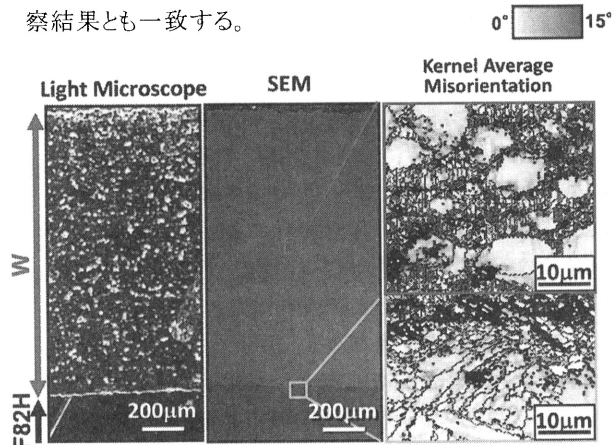 察結果とも一致する。
0° 15°
Light Microscope
SEM
Kernel Average
Misorientation
W
F82H
200μm
200μm
10μm
10μm